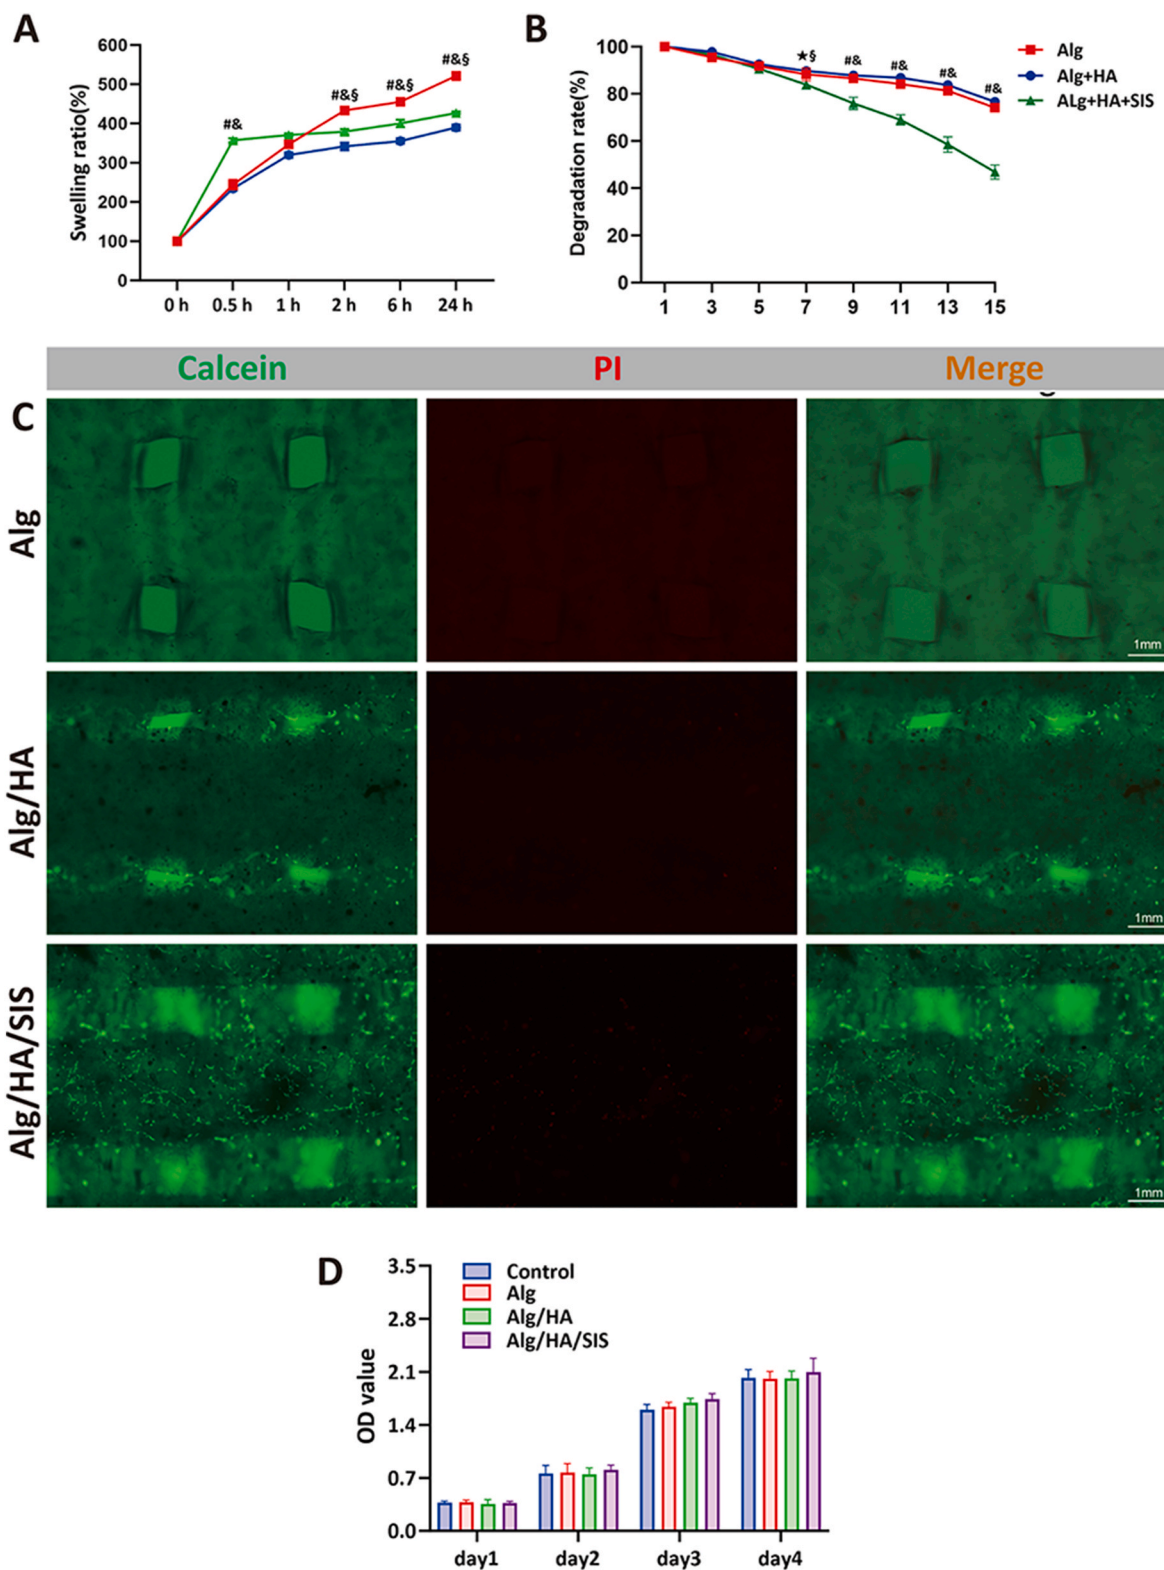 A
600
500
400
300
200
100
0
Swelling ratio(%)
#&
#&§
#&§
#&§
0 h
0.5 h
1 h
2 h
6 h
24 h
B
100
80
60
40
20
0
Degradation rate(%)
★§
#&
#&
#&
#&
1
3
5
7
9
11
13
15
Alg
Alg+HA
ALg+HA+SIS
Calcein
PI
Merge
C
Alg
1mm
Alg/HA
1mm
Alg/HA/SIS
1mm
D
3.5
2.8
2.1
1.4
0.7
0.0
OD value
Control
Alg
Alg/HA
Alg/HA/SIS
day1
day2
day3
day4